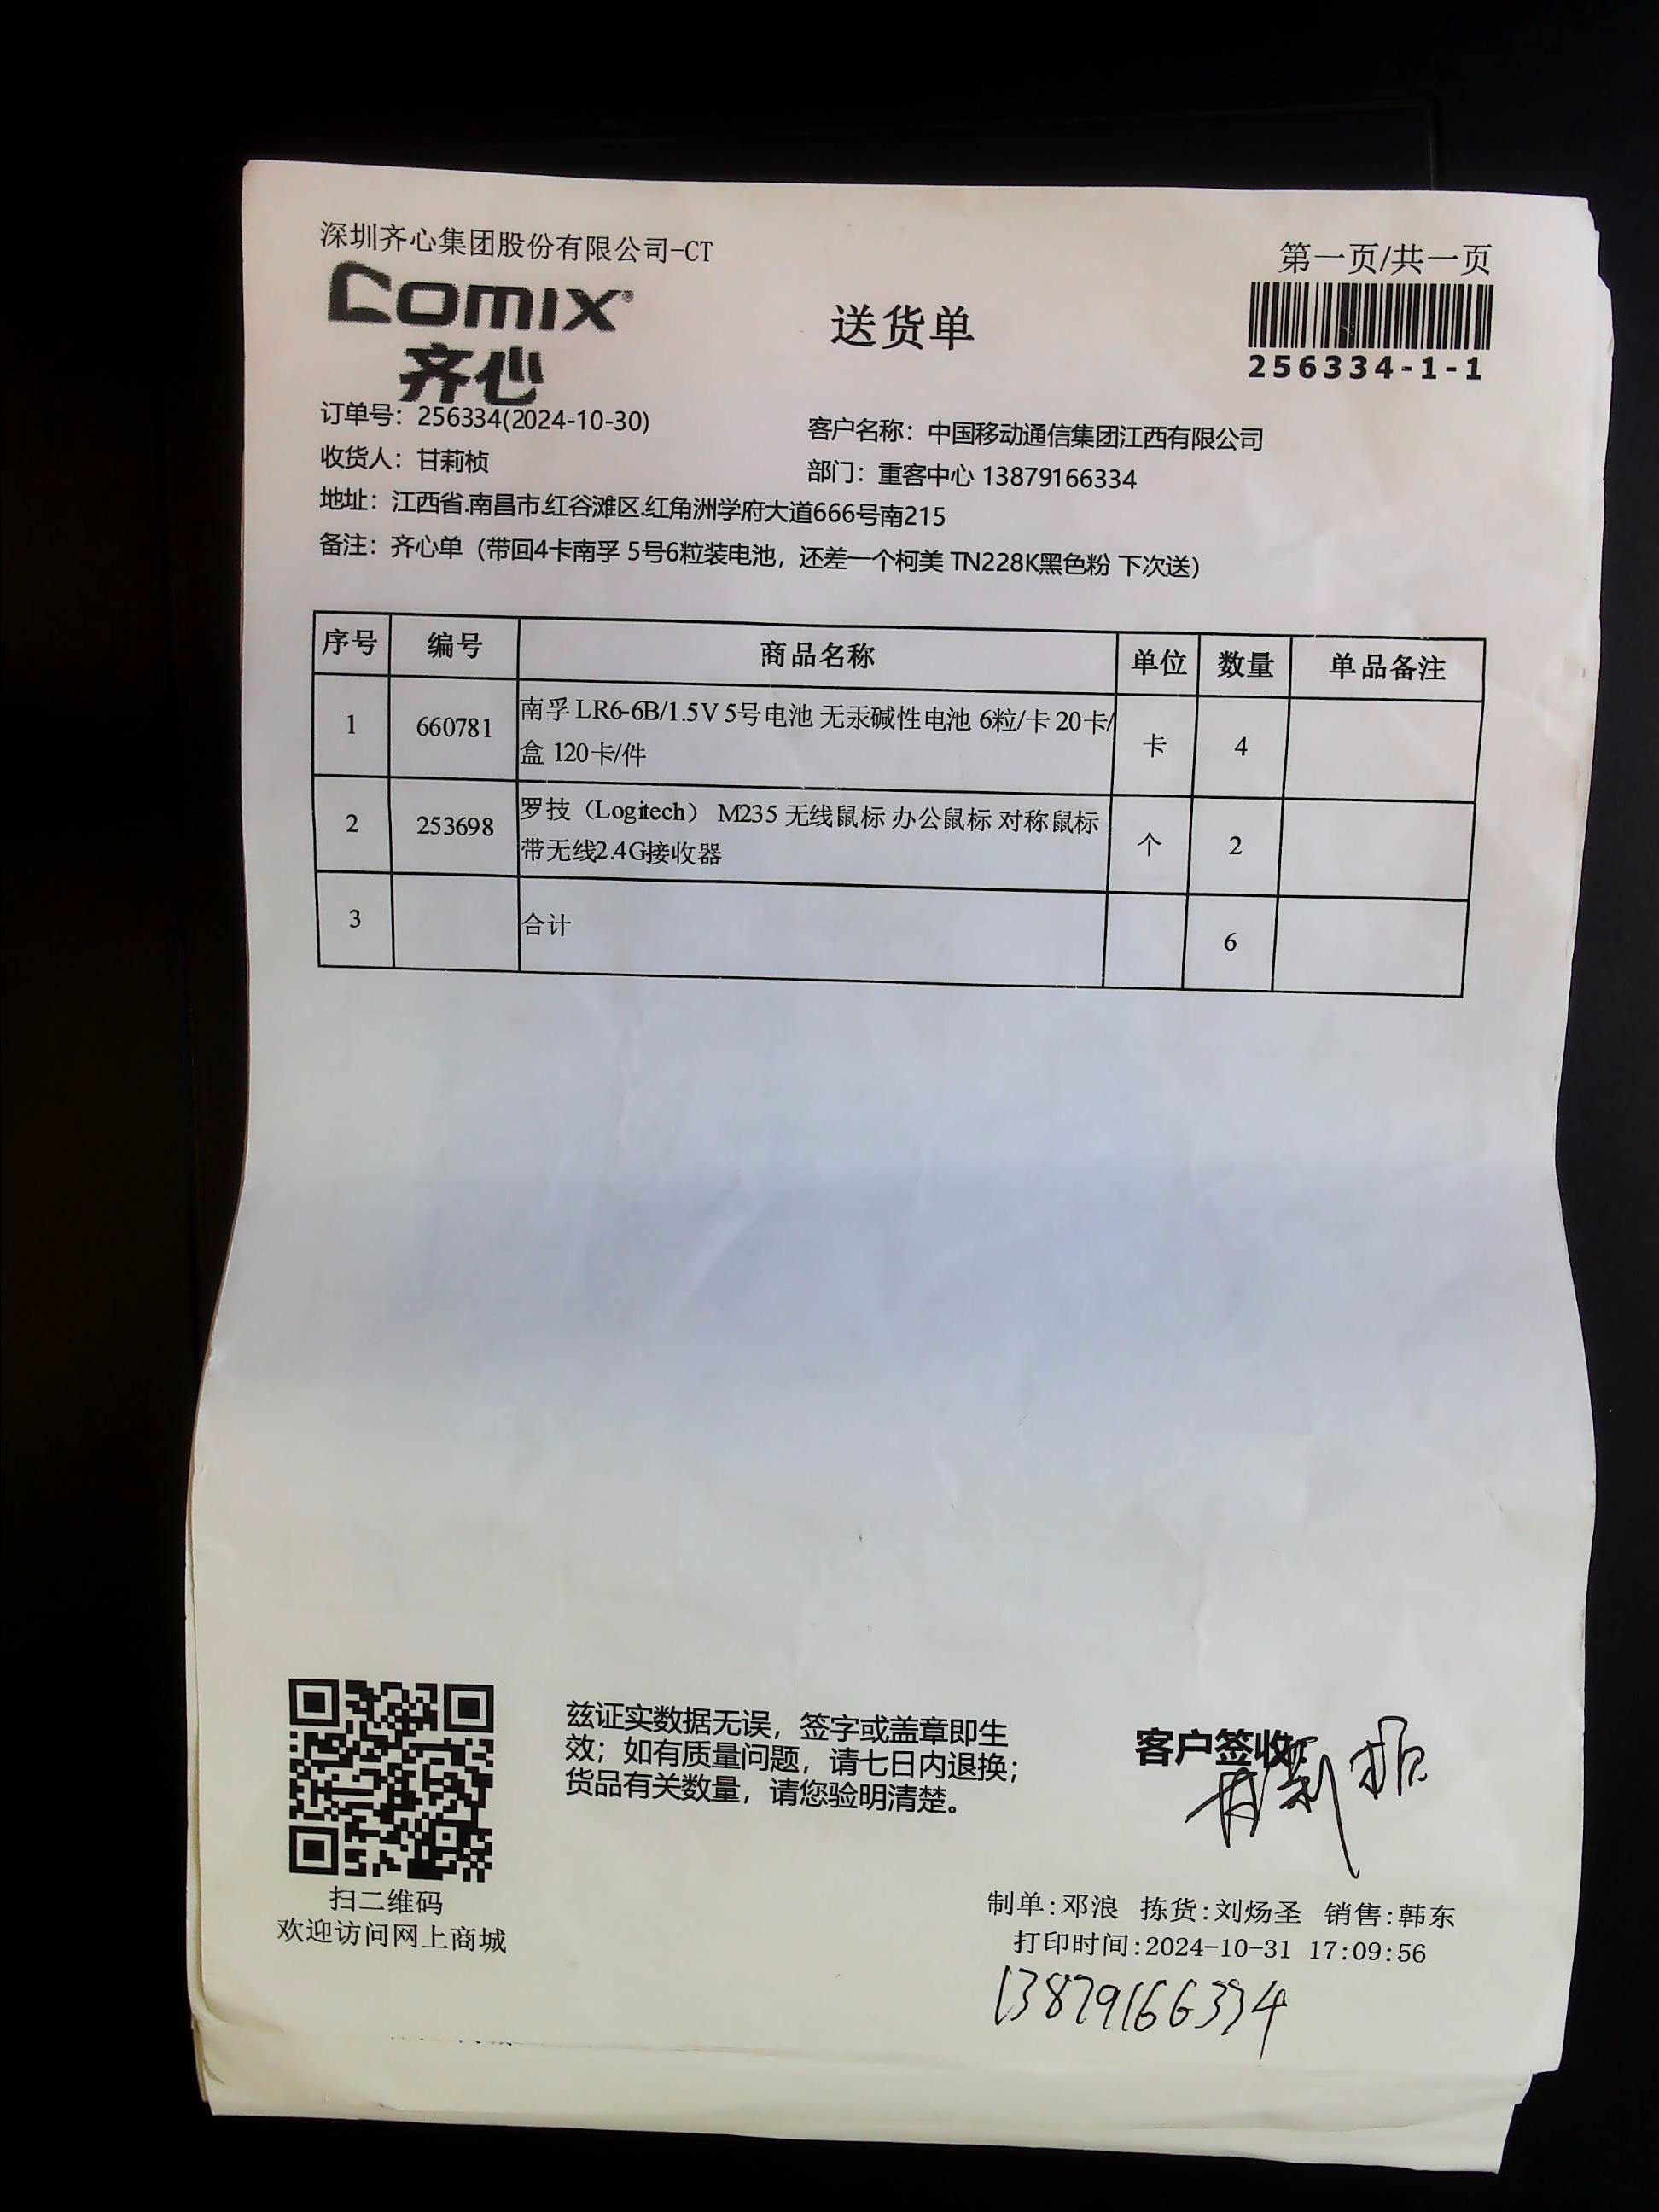 深圳齐心集团股份有限公司-CT
第一页/共一页
COMIX
齐心
送货单
256334-1-1
订单号：256334(2024-10-30)
客户名称：中国移动通信集团江西有限公司
收货人：甘莉桢
部门：重客中心 13879166334
地址：江西省.南昌市.红谷滩区.红角洲学府大道666号南215
备注：齐心单（带回4卡南孚 5号6粒装电池，还差一个柯美 TN228K黑色粉 下次送）
序号 编号 商品名称 单位 数量 单品备注
1 660781 南孚 LR6-6B/1.5V 5号电池 无汞碱性电池 6粒/卡 20卡/
盒 120卡/件 卡 4
2 253698 罗技（Logitech） M235 无线鼠标 办公鼠标 对称鼠标
带无线2.4G接收器 个 2
3 合计 6
兹证实数据无误，签字或盖章即生
效；如有质量问题，请七日内退换；
货品有关数量，请您验明清楚。
客户签收：
甘莉桢
扫二维码
欢迎访问网上商城
制单:邓浪 拣货:刘炀圣 销售:韩东
打印时间:2024-10-31 17:09:56
13879166334